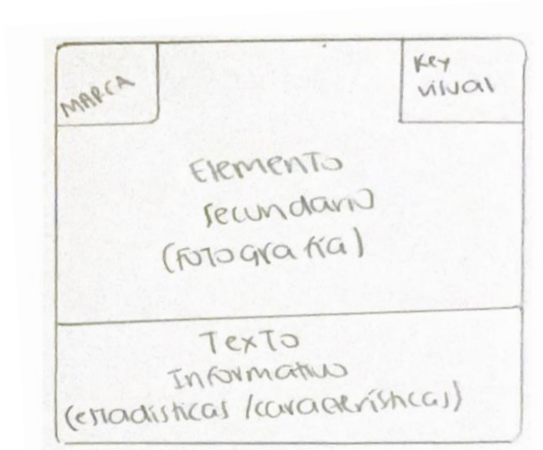 MARCA
Key
visual
Elemento
secundario
(fotografía)
Texto
Informativo
(estadísticas /características)